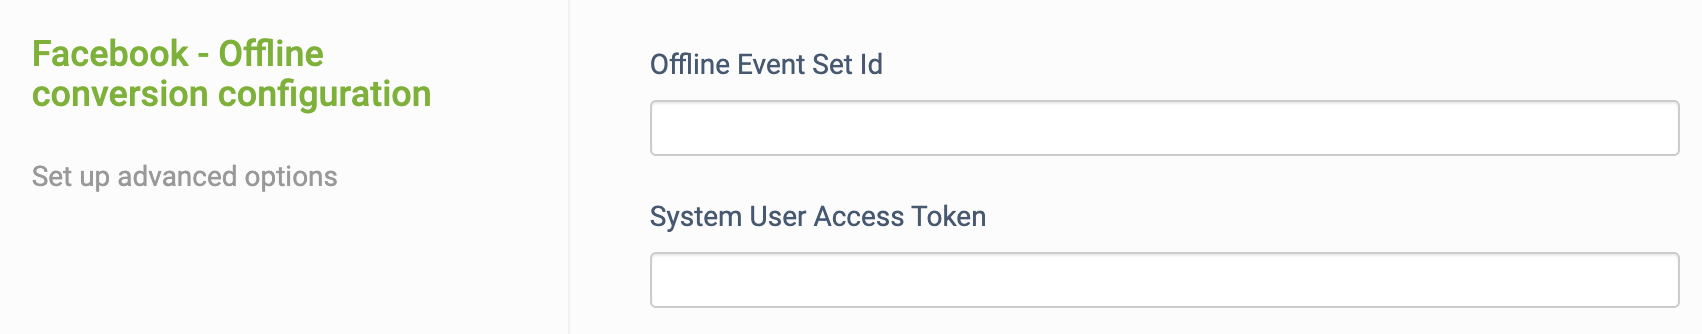 Facebook - Offline
conversion configuration
Set up advanced options
Offline Event Set Id
System User Access Token